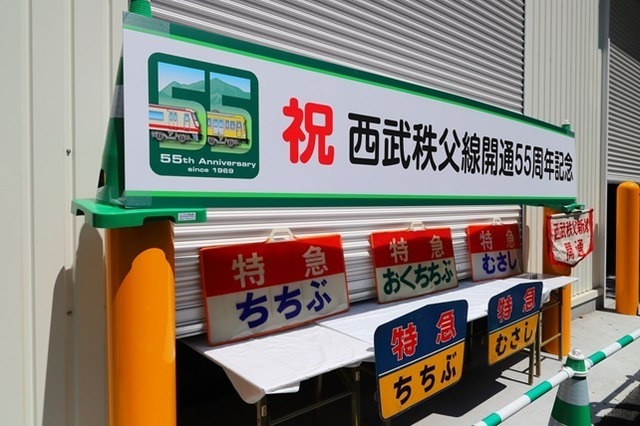 55
55th Anniversary
since 1969
祝 西武秩父線開通55周年記念
特急
ちちぶ
特急
おくちちぶ
特急
むさし
西武秩父線
開通
特急
ちちぶ
特急
むさし